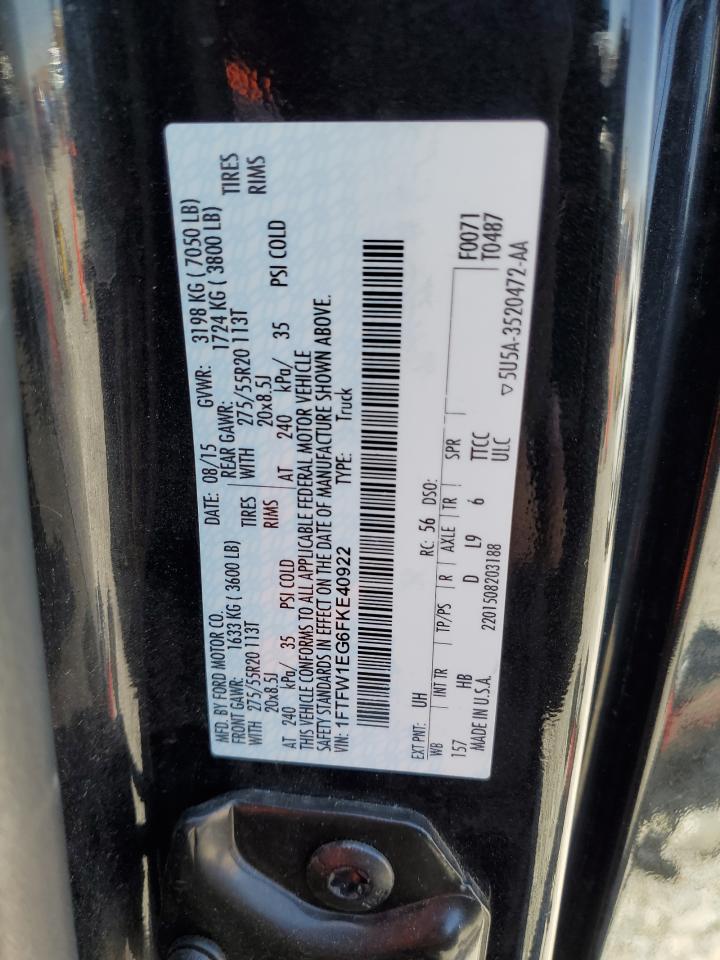 MFD. BY FORD MOTOR CO. DATE: 08/15 GVWR: 3198 KG ( 7050 LB)
FRONT GAWR: 1633 KG ( 3600 LB) REAR GAWR: 1724 KG ( 3800 LB)
WITH 275/55R20 113T TIRES WITH 275/55R20 113T TIRES
20x8.5J RIMS 20x8.5J RIMS
AT 240 kPa/ 35 PSI COLD AT 240 kPa/ 35 PSI COLD
THIS VEHICLE CONFORMS TO ALL APPLICABLE FEDERAL MOTOR VEHICLE
SAFETY STANDARDS IN EFFECT ON THE DATE OF MANUFACTURE SHOWN ABOVE.
VIN: 1FTFW1EG6FKE40922 TYPE: Truck
EXT PNT: UH RC: 56 DSO:
WB INT TR TP/PS R AXLE TR SPR F0071
157 HB D L9 6 TTCC T0487
MADE IN U.S.A. 2201508203188 ULC ▽5U5A-3520472-AA